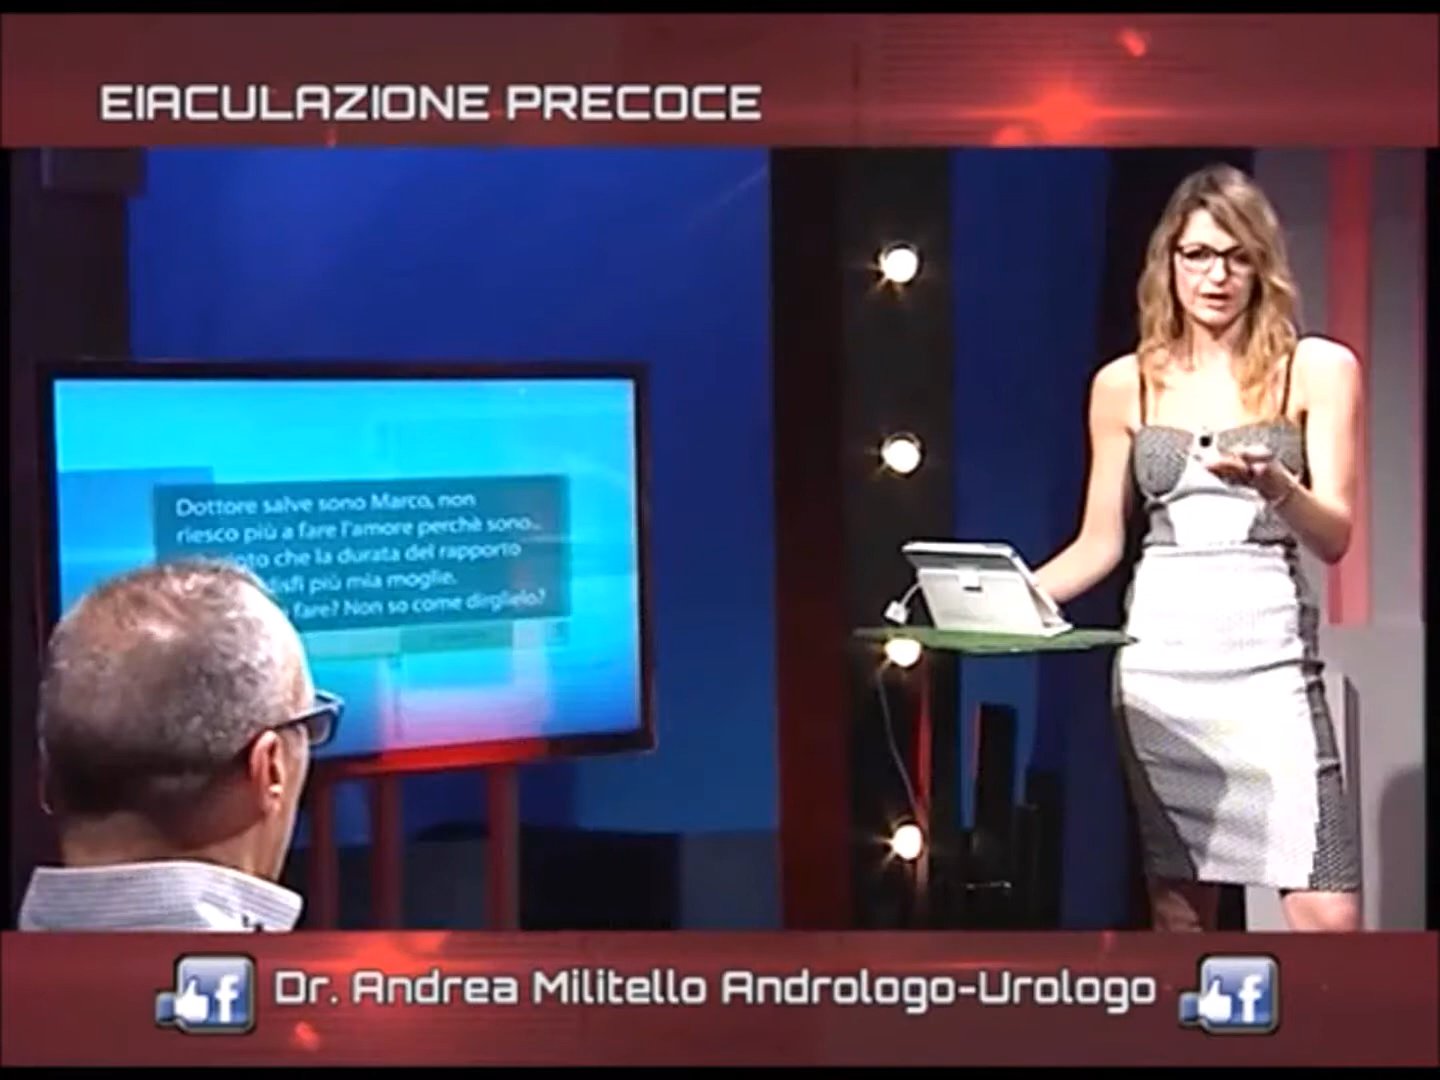 EIACULAZIONE PRECOCE
Dottore salve sono Marco, non
riesco più a fare l'amore perchè sono..
che la durata del rapporto
più mia moglie.
fare? Non so come dirglielo?
f
Dr. Andrea Militello Andrologo-Urologo
f